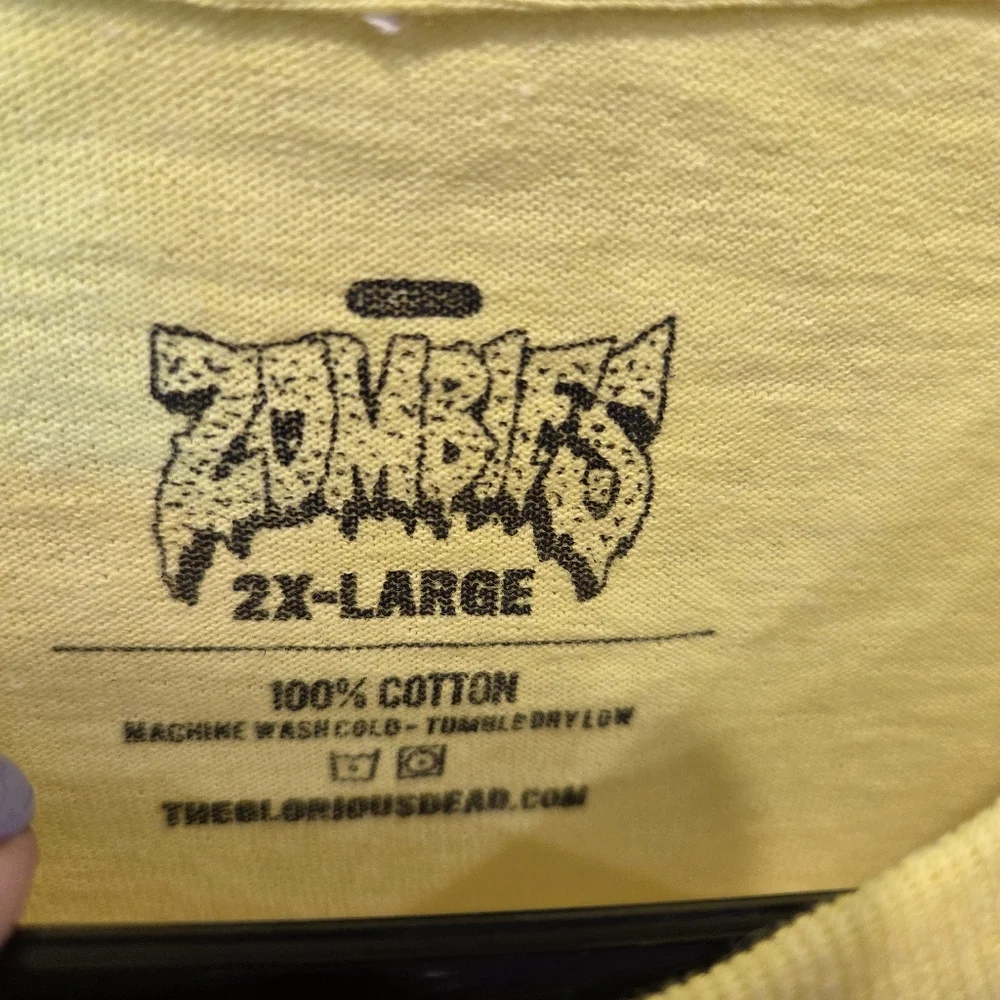 ZOMBIES
2X-LARGE
100% COTTON
MACHINE WASH COLD - TUMBLE DRY LOW
THEGLORIOUSDEAD.COM